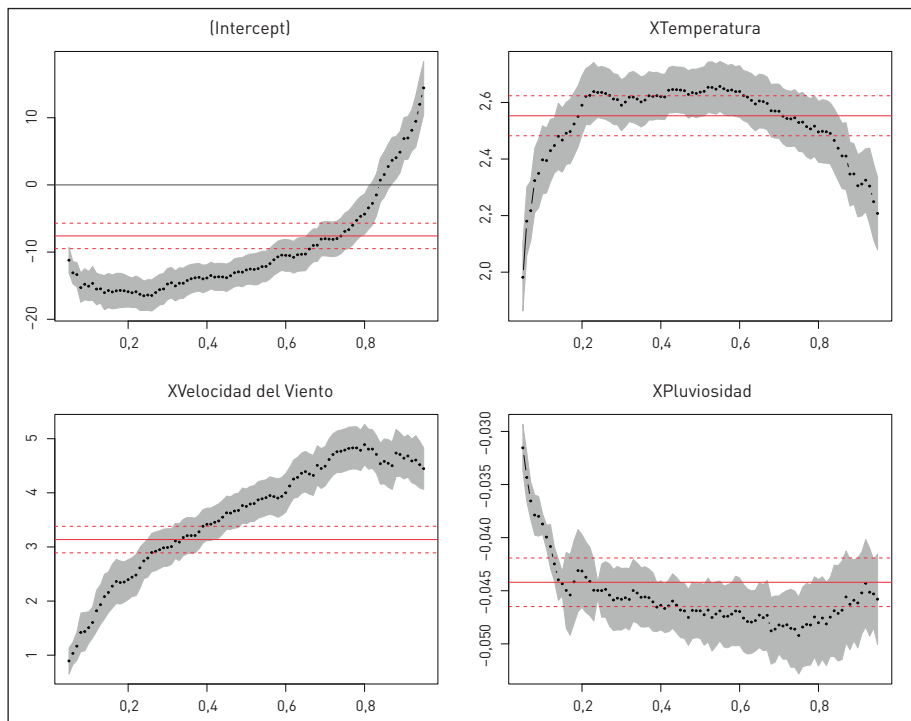 (Intercept)
10
0
−10
−20
0,2 0,4 0,6 0,8
XTemperatura
2,6
2,4
2,2
2,0
0,2 0,4 0,6 0,8
XVelocidad del Viento
5
4
3
2
1
0,2 0,4 0,6 0,8
XPluviosidad
−0,030
−0,035
−0,040
−0,045
−0,050
0,2 0,4 0,6 0,8